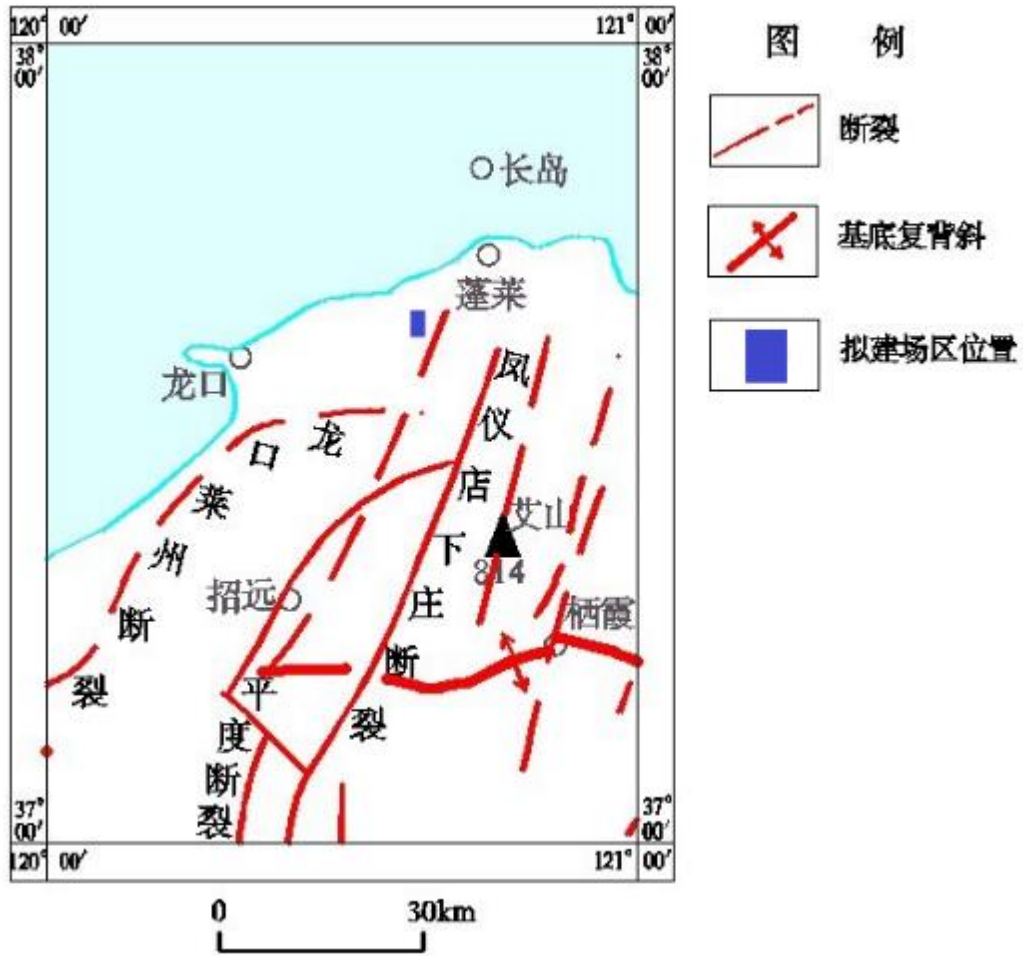 120° 00′
121° 00′
38° 00′
38° 00′
图 例
断裂
基底复背斜
拟建场区位置
长岛
蓬莱
龙口
龙口莱州断裂
凤仪店下庄断裂
艾山
814
招远
栖霞
平度断裂
37° 00′
37° 00′
120° 00′
121° 00′
0 30km